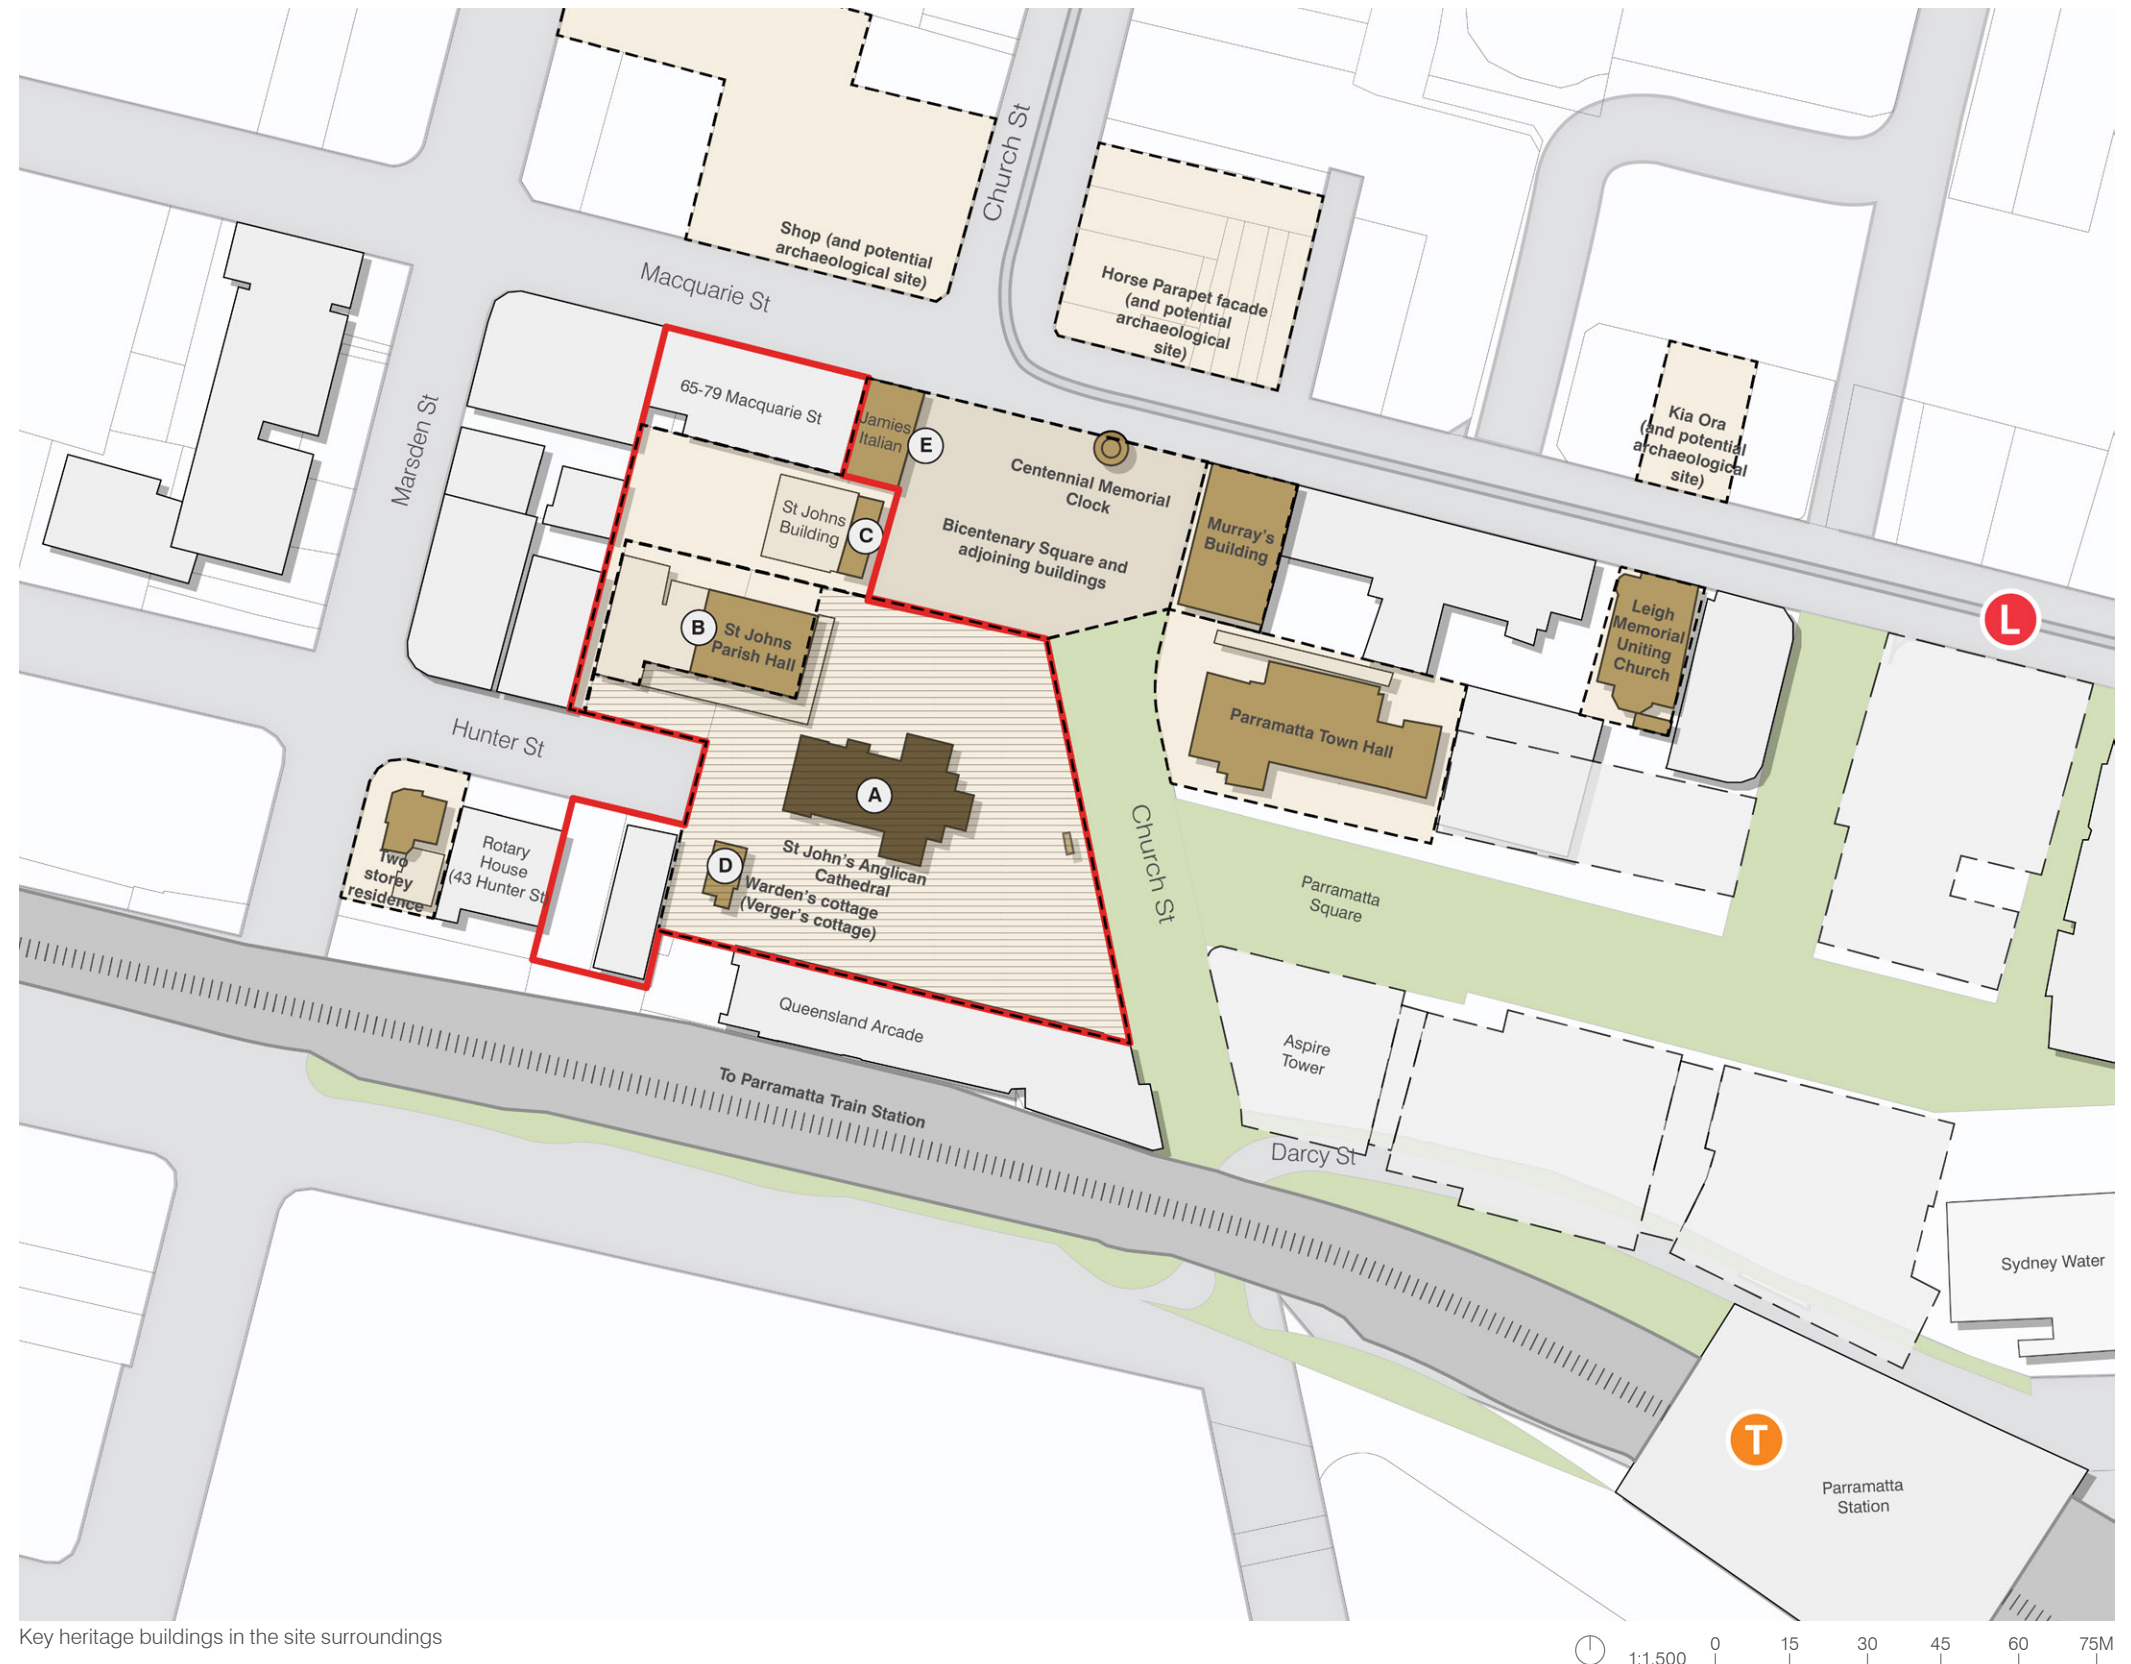 Church St
Shop (and potential
archaeological site)
Macquarie St
Horse Parapet facade
(and potential
archaeological
site)
Kia Ora
(and potential
archaeological
site)
65-79 Macquarie St
Jamies
Italian
E
Centennial Memorial
Clock
Marsden St
St Johns
Building
C
Bicentenary Square and
adjoining buildings
Murray's
Building
B
St Johns
Parish Hall
Leigh
Memorial
Uniting
Church
L
Parramatta Town Hall
Hunter St
A
St John's Anglican
Cathedral
D
Warden's cottage
(Verger's cottage)
Two
storey
residence
Rotary
House
(43 Hunter St
Church St
Parramatta
Square
Queensland Arcade
Aspire
Tower
To Parramatta Train Station
Darcy St
Sydney Water
T
Parramatta
Station
Key heritage buildings in the site surroundings
1:1,500
0 15 30 45 60 75M